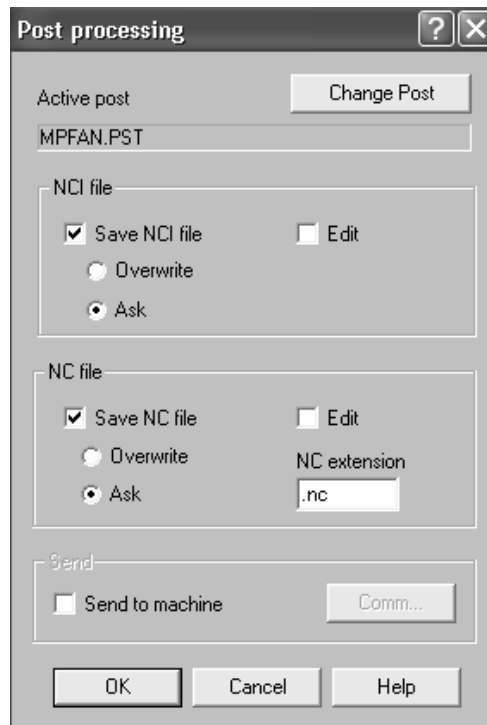 Post processing
Active post
Change Post
MPFAN.PST
NCI file
Save NCI file
Edit
Overwrite
Ask
NC file
Save NC file
Edit
Overwrite
NC extension
Ask
.nc
Send
Send to machine
Comm...
OK
Cancel
Help